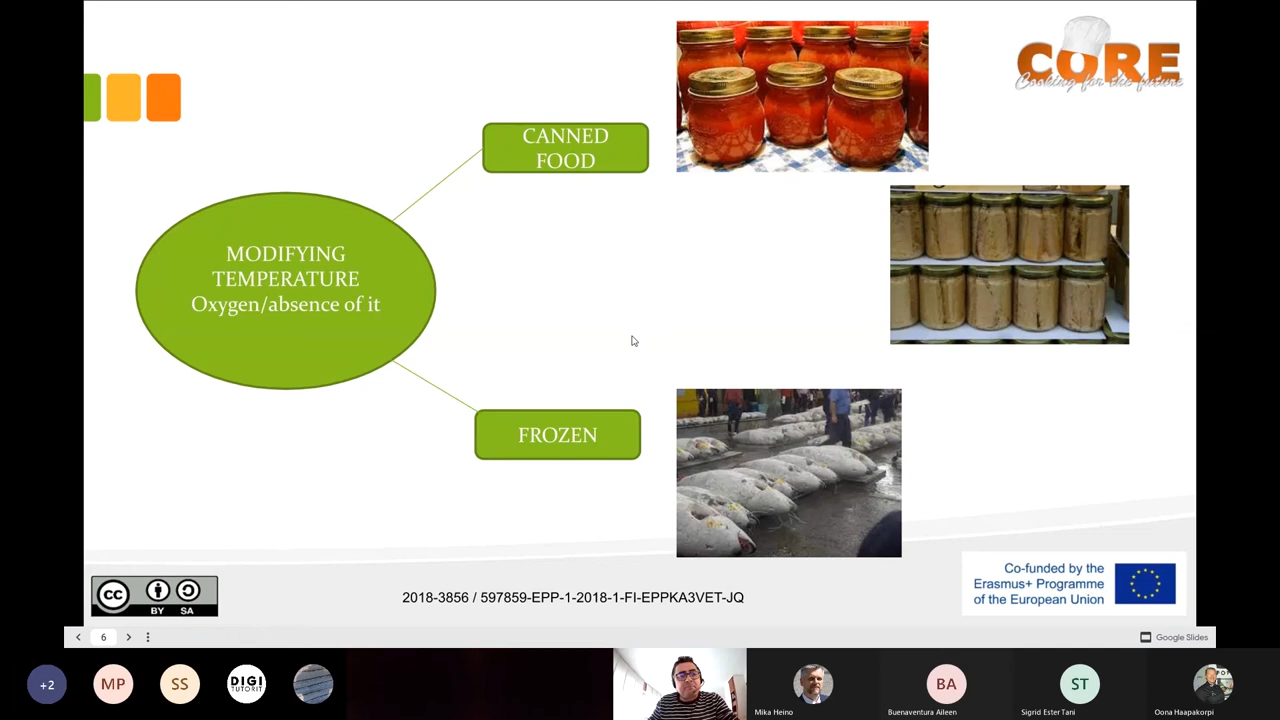 CORE
Cooking for the future
CANNED
FOOD
MODIFYING
TEMPERATURE
Oxygen/absence of it
FROZEN
Co-funded by the
Erasmus+ Programme
of the European Union
cc
BY SA
2018-3856 / 597859-EPP-1-2018-1-FI-EPPKA3VET-JQ
6
Google Slides
+2
MP
SS
DIGI
TUTORIT
BA
ST
Mika Heino
Buenaventura Aileen
Sigrid Ester Tani
Oona Haapakorpi